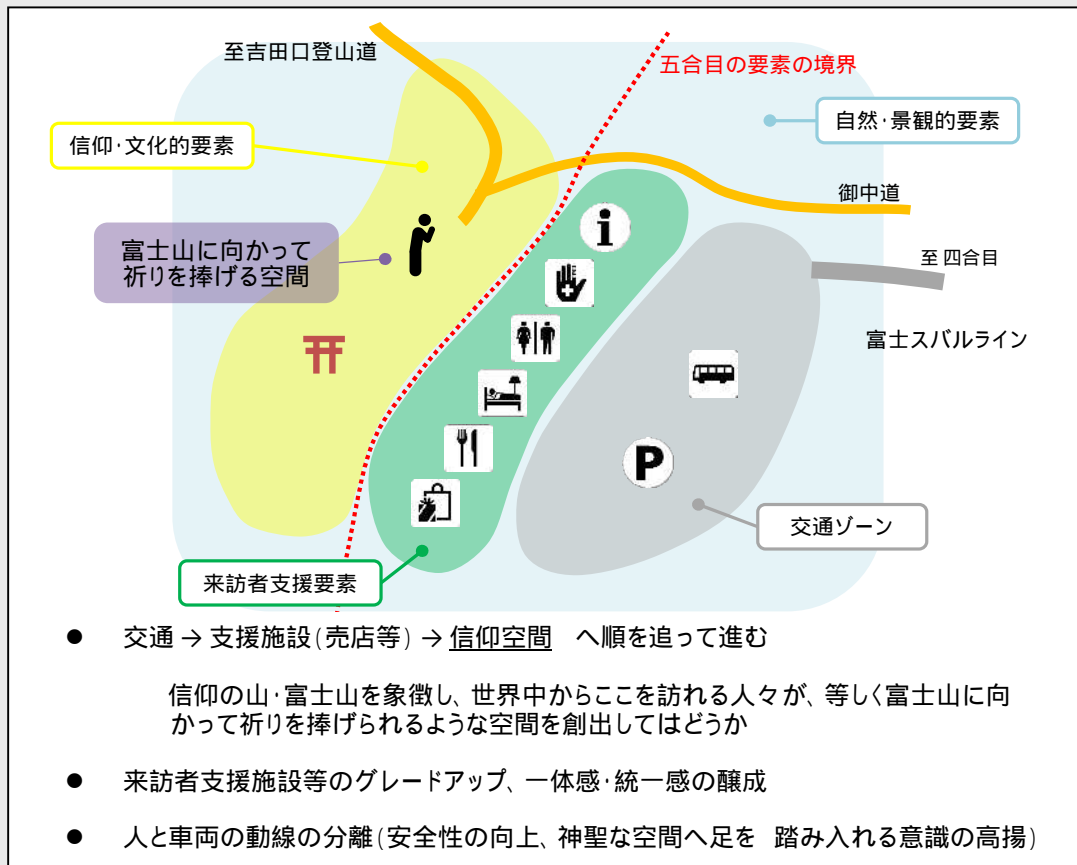 至吉田口登山道
五合目の要素の境界
自然･景観的要素
信仰･文化的要素
御中道
富士山に向かって
祈りを捧げる空間
至 四合目
富士スバルライン
P
交通ゾーン
来訪者支援要素
● 交通 → 支援施設(売店等) → 信仰空間 へ順を追って進む
信仰の山･富士山を象徴し、世界中からここを訪れる人々が、等しく富士山に向
かって祈りを捧げられるような空間を創出してはどうか
● 来訪者支援施設等のグレードアップ、一体感･統一感の醸成
● 人と車両の動線の分離(安全性の向上、神聖な空間へ足を 踏み入れる意識の高揚)